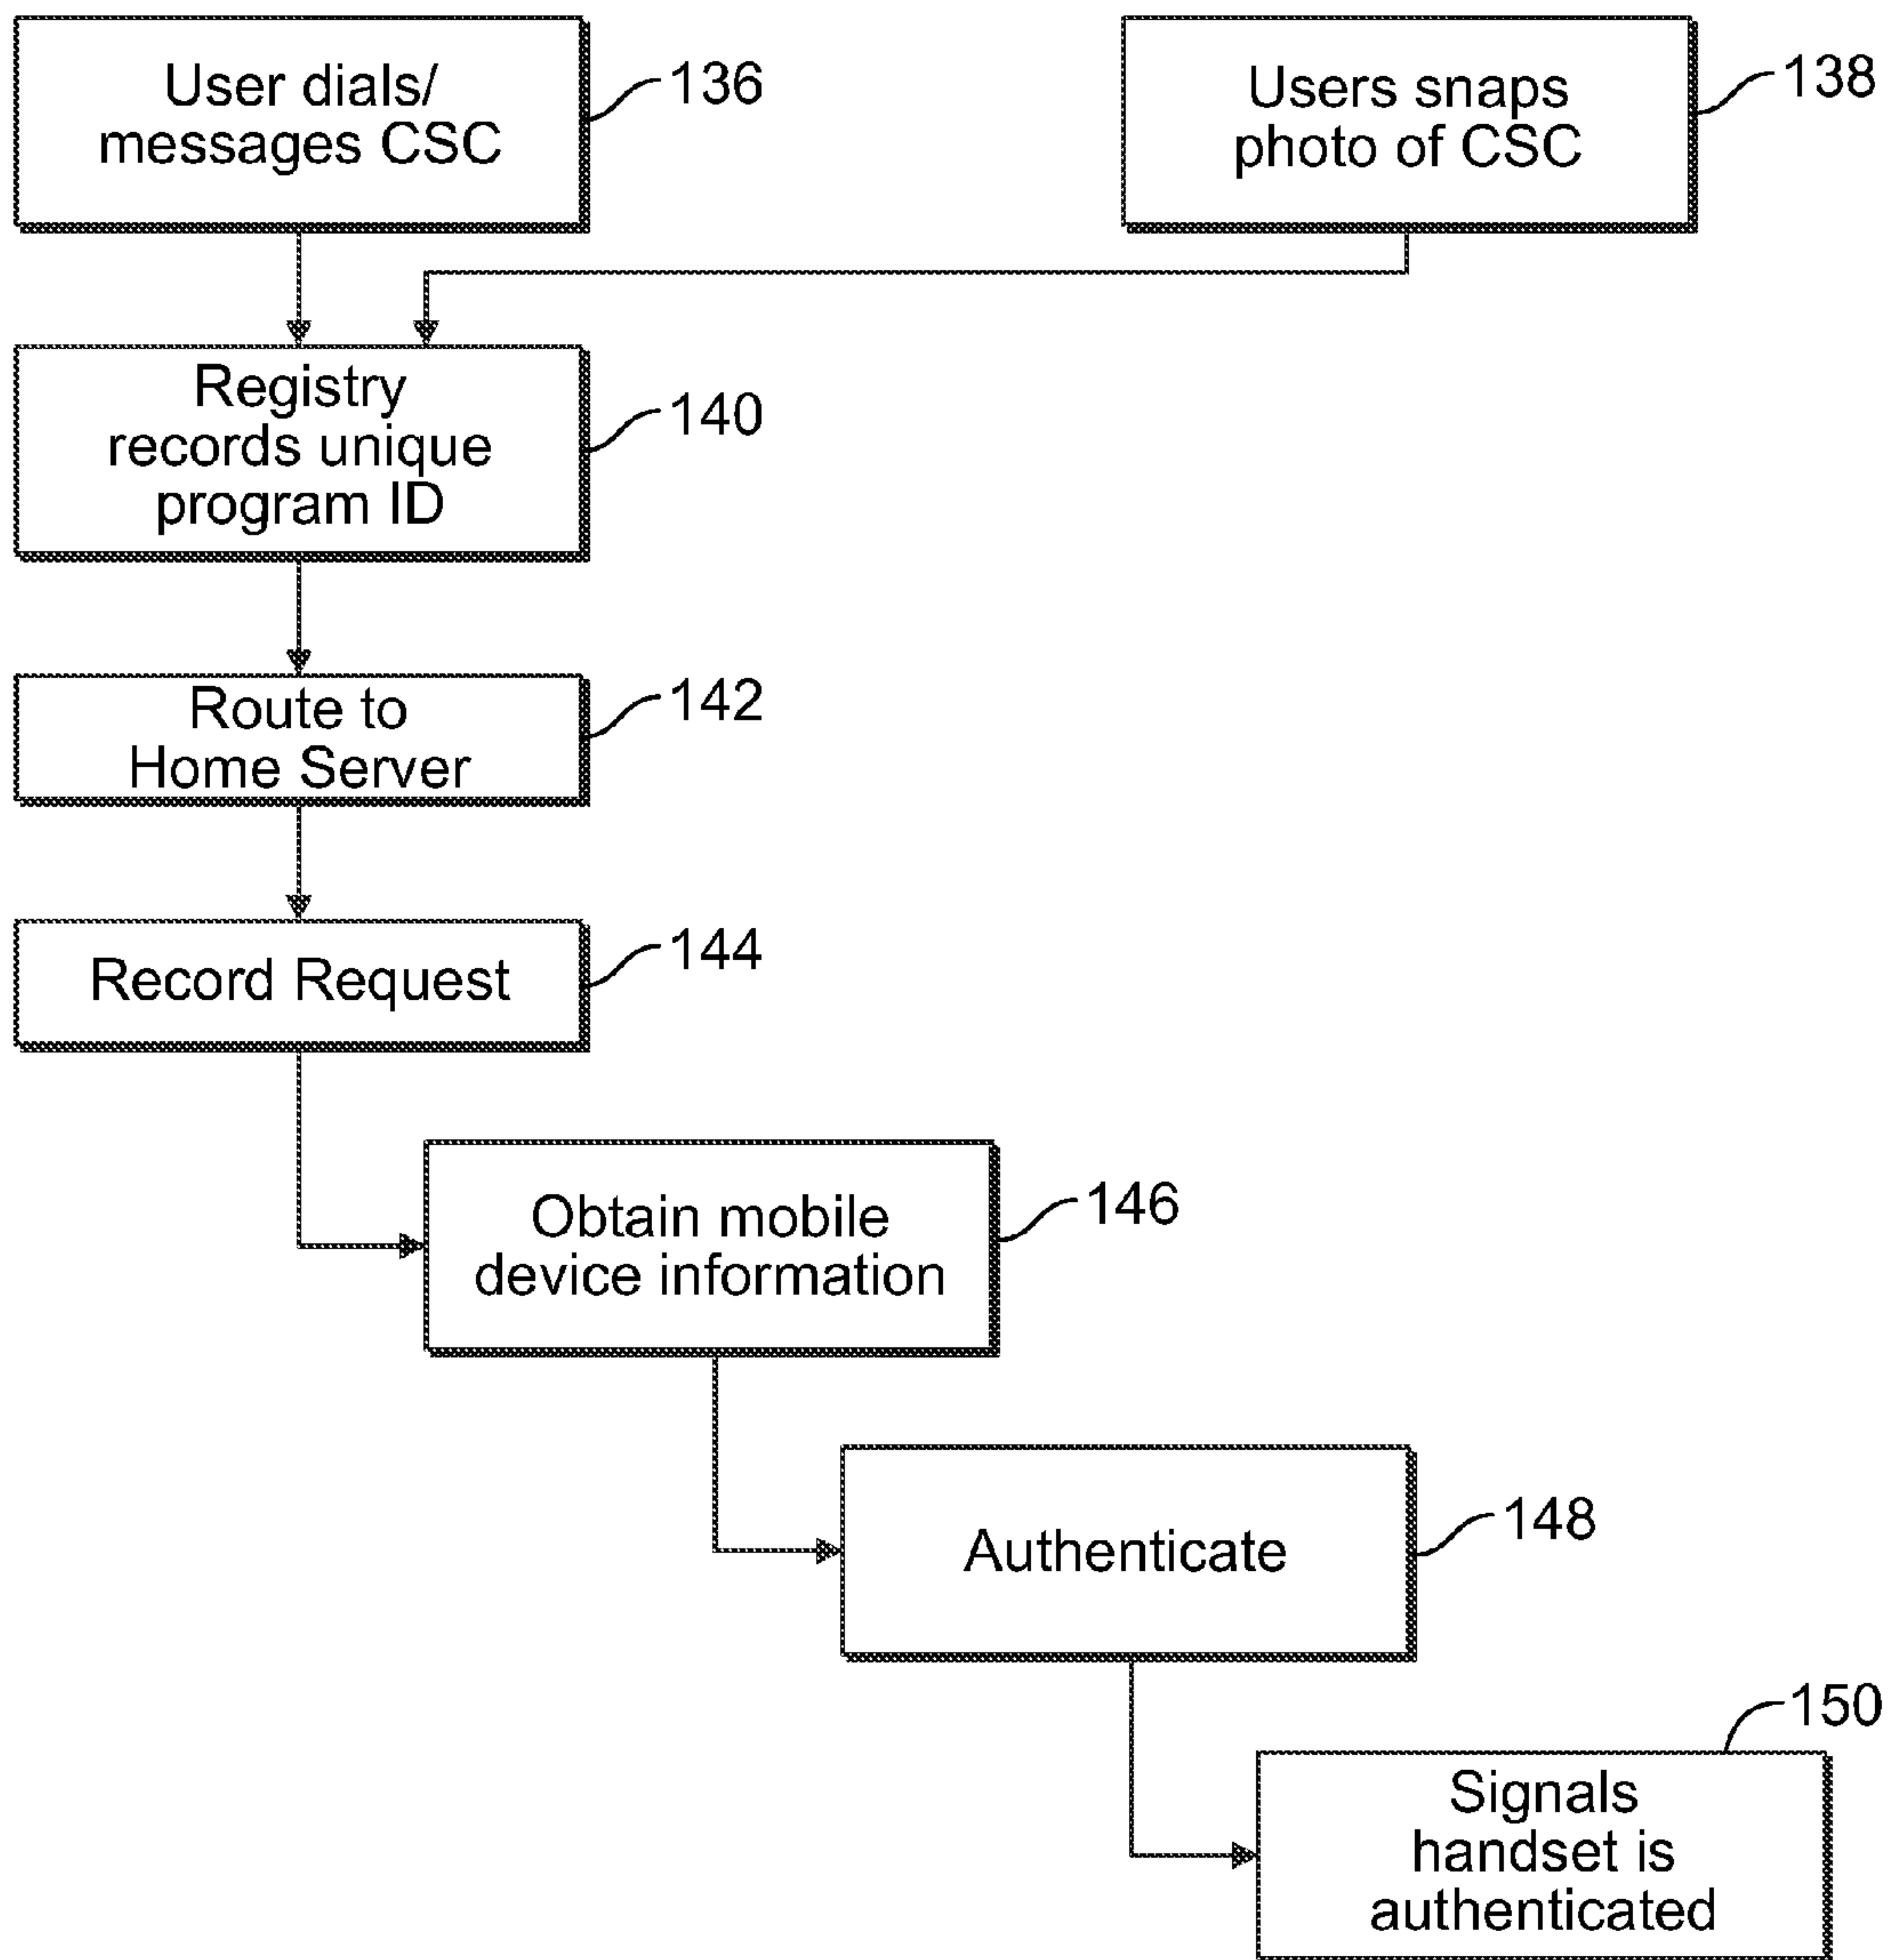 User dials/
messages CSC
136
Users snaps
photo of CSC
138
Registry
records unique
program ID
140
Route to
Home Server
142
Record Request
144
Obtain mobile
device information
146
Authenticate
148
150
Signals
handset is
authenticated